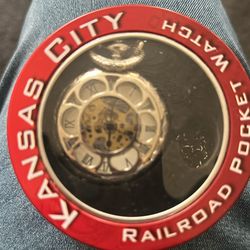 KANSAS CITY
RAILROAD POCKET WATCH